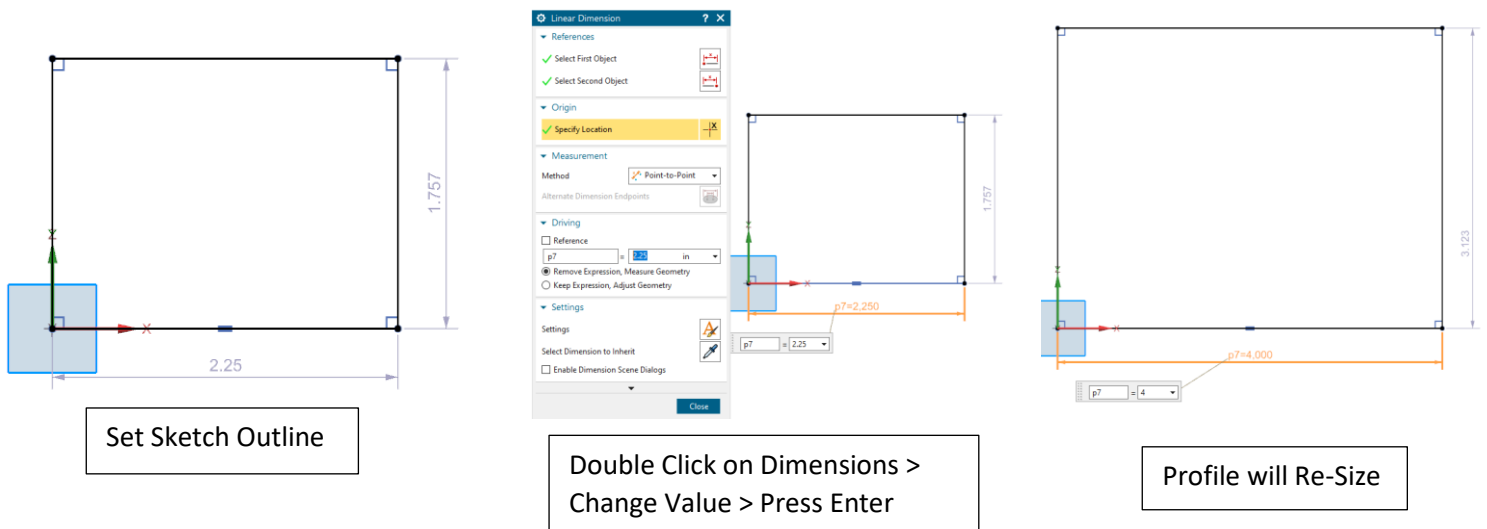 Z
X
1.757
2.25
Set Sketch Outline
Linear Dimension ? X
References
Select First Object
Select Second Object
Origin
Specify Location
X
Measurement
Method Point-to-Point
Alternate Dimension Endpoints
Driving
Reference
p7 = 2.25 in
Remove Expression, Measure Geometry
Keep Expression, Adjust Geometry
Settings
Settings
A
Select Dimension to Inherit
Enable Dimension Scene Dialogs
Close
Z
X
1.757
p7=2,250
p7 = 2.25
Double Click on Dimensions >
Change Value > Press Enter
Z
X
3.123
p7=4,000
p7 = 4
Profile will Re-Size